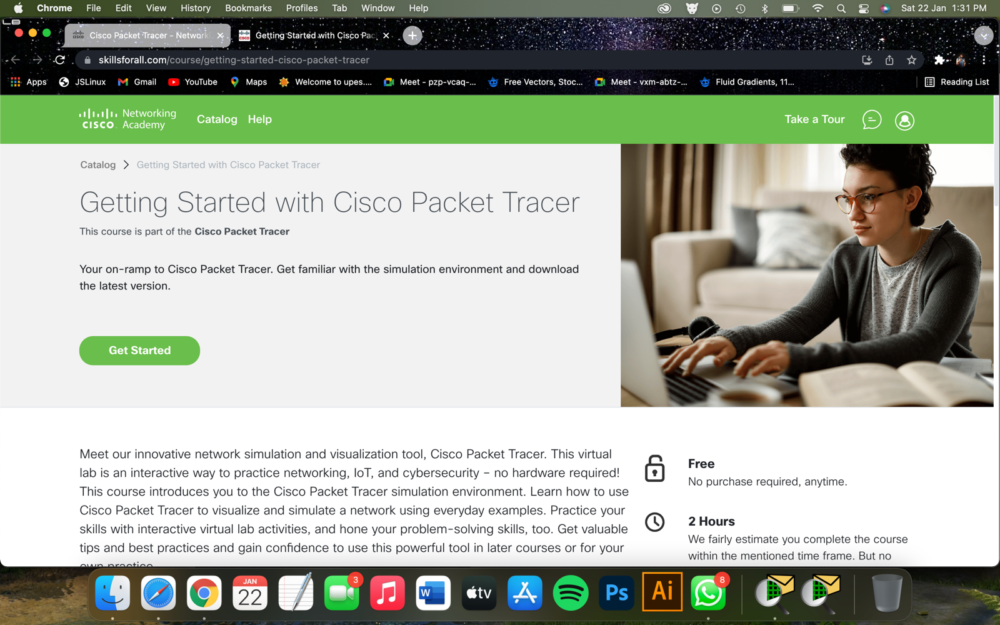 Chrome File Edit View History Bookmarks Profiles Tab Window Help Sat 22 Jan 1:31 PM
Cisco Packet Tracer - Network Getting Started with Cisco Pac
skillsforall.com/course/getting-started-cisco-packet-tracer
Apps JSLinux Gmail YouTube Maps Welcome to upes.... Meet - pzp-vcaq-... Free Vectors, Stoc... Meet - vxm-abtz-... Fluid Gradients, 11... Reading List
CISCO Networking Academy Catalog Help Take a Tour
Catalog > Getting Started with Cisco Packet Tracer
Getting Started with Cisco Packet Tracer
This course is part of the Cisco Packet Tracer
Your on-ramp to Cisco Packet Tracer. Get familiar with the simulation environment and download
the latest version.
Get Started
Meet our innovative network simulation and visualization tool, Cisco Packet Tracer. This virtual
lab is an interactive way to practice networking, IoT, and cybersecurity – no hardware required!
This course introduces you to the Cisco Packet Tracer simulation environment. Learn how to use
Cisco Packet Tracer to visualize and simulate a network using everyday examples. Practice your
skills with interactive virtual lab activities, and hone your problem-solving skills, too. Get valuable
tips and best practices and gain confidence to use this powerful tool in later courses or for your
own practice.
Free
No purchase required, anytime.
2 Hours
We fairly estimate you complete the course
within the mentioned time frame. But no
JAN
22
3
W
tv
Ps
Ai
8